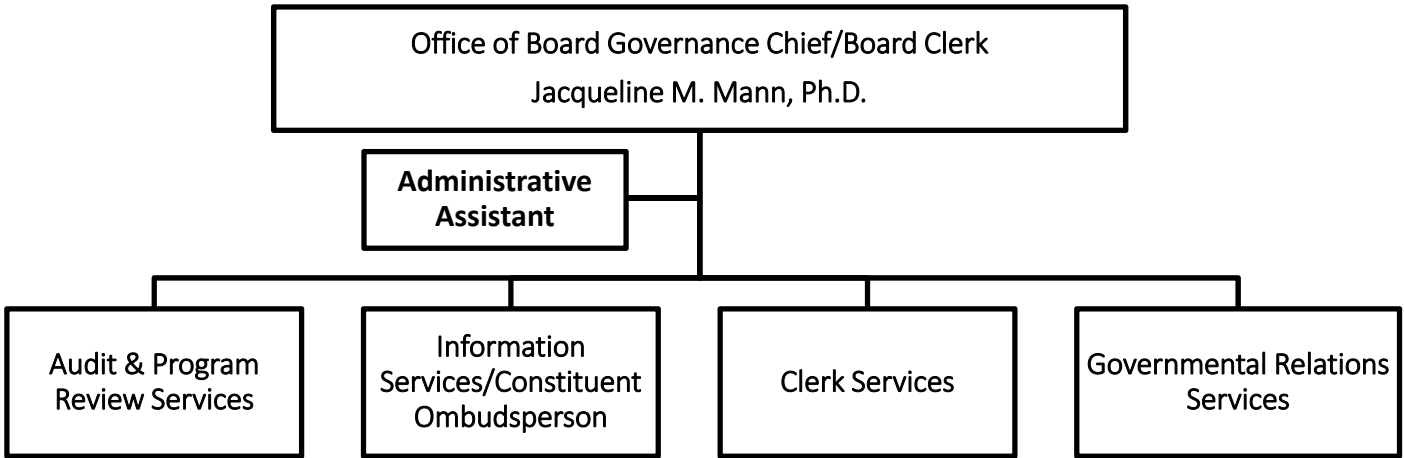 Office of Board Governance Chief/Board Clerk
Jacqueline M. Mann, Ph.D.
Administrative
Assistant
Audit & Program
Review Services
Information
Services/Constituent
Ombudsperson
Clerk Services
Governmental Relations
Services